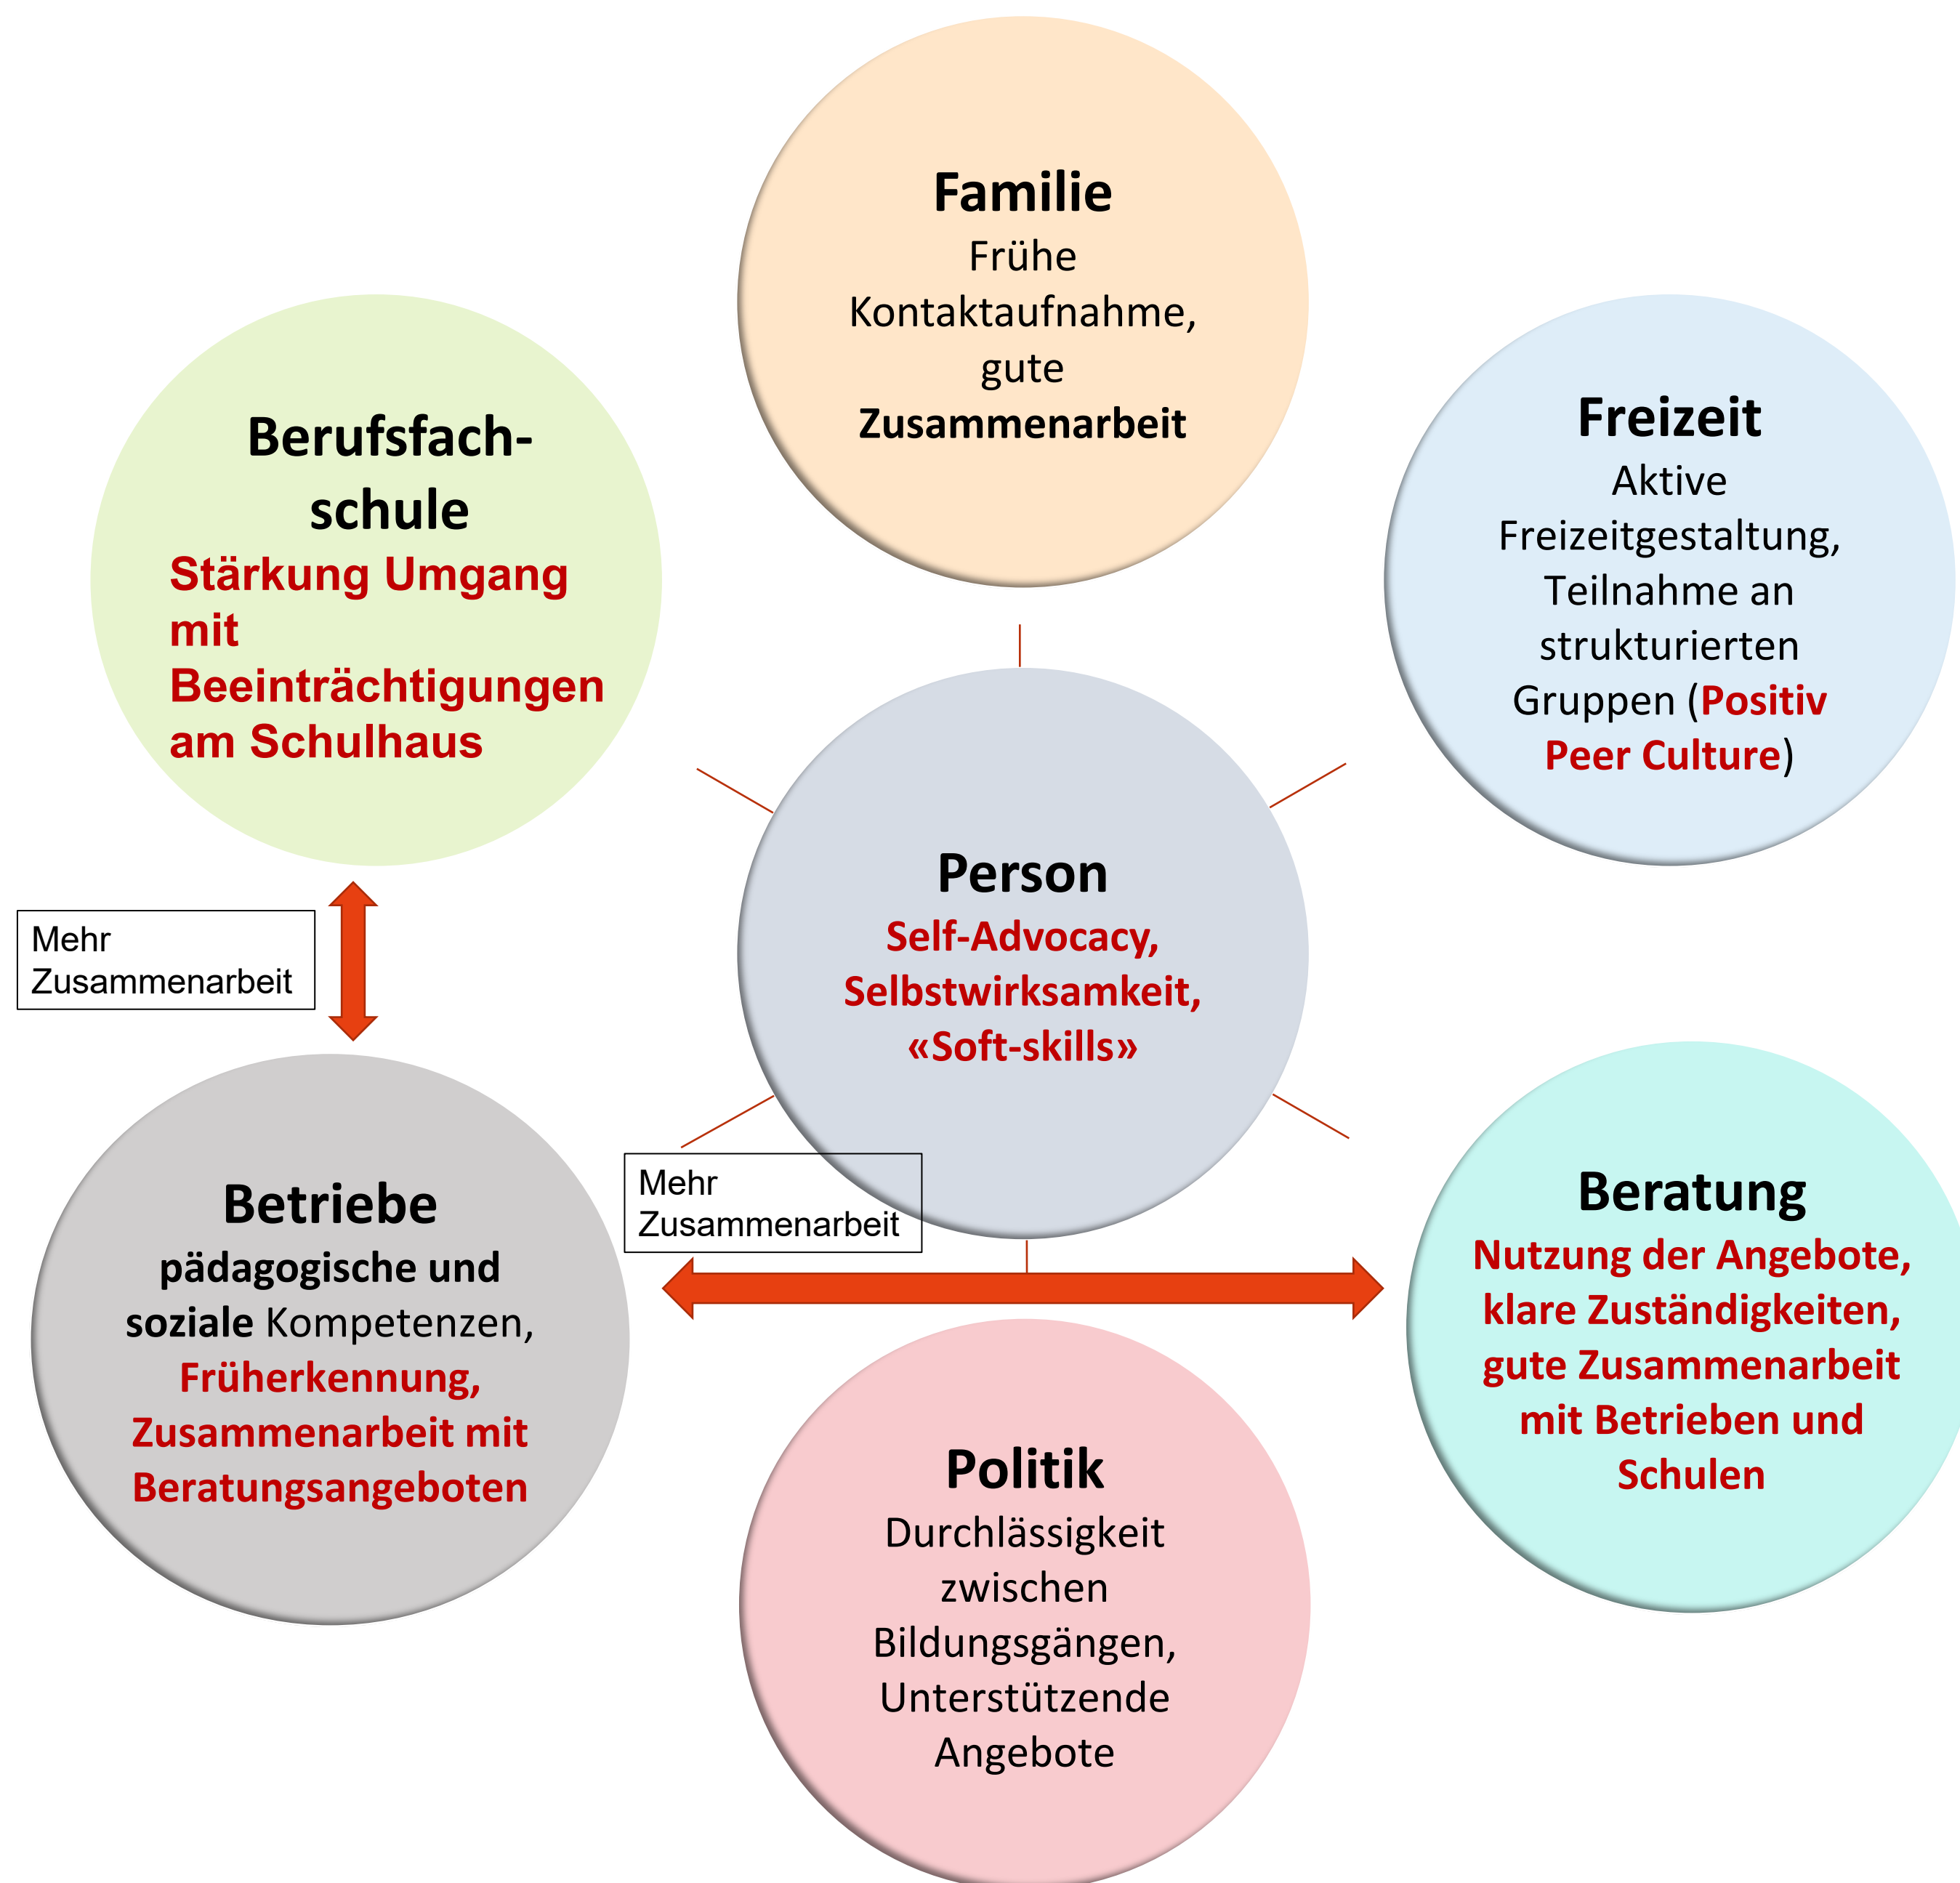 Familie
Frühe
Kontaktaufnahme,
gute
Zusammenarbeit
Berufsfach-
schule
Stärkung Umgang
mit
Beeinträchtigungen
am Schulhaus
Freizeit
Aktive
Freizeitgestaltung,
Teilnahme an
strukturierten
Gruppen (Positiv
Peer Culture)
Person
Self-Advocacy,
Selbstwirksamkeit,
«Soft-skills»
Mehr
Zusammenarbeit
Mehr
Zusammenarbeit
Betriebe
pädagogische und
soziale Kompetenzen,
Früherkennung,
Zusammenarbeit mit
Beratungsangeboten
Beratung
Nutzung der Angebote,
klare Zuständigkeiten,
gute Zusammenarbeit
mit Betrieben und
Schulen
Politik
Durchlässigkeit
zwischen
Bildungsgängen,
Unterstützende
Angebote